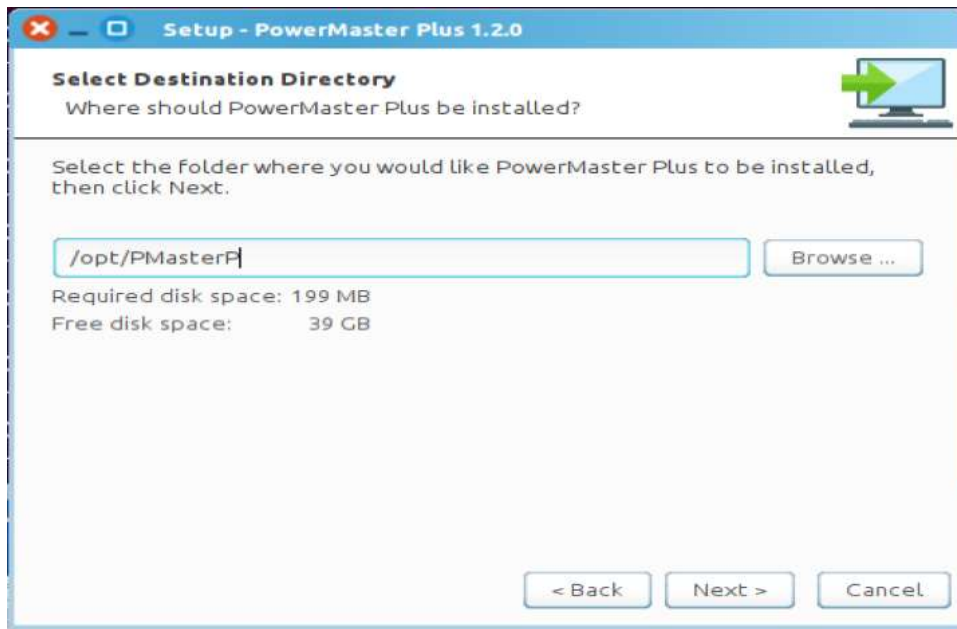 Setup - PowerMaster Plus 1.2.0
Select Destination Directory
Where should PowerMaster Plus be installed?
Select the folder where you would like PowerMaster Plus to be installed,
then click Next.
/opt/PMasterP
Browse ...
Required disk space: 199 MB
Free disk space: 39 GB
< Back
Next >
Cancel